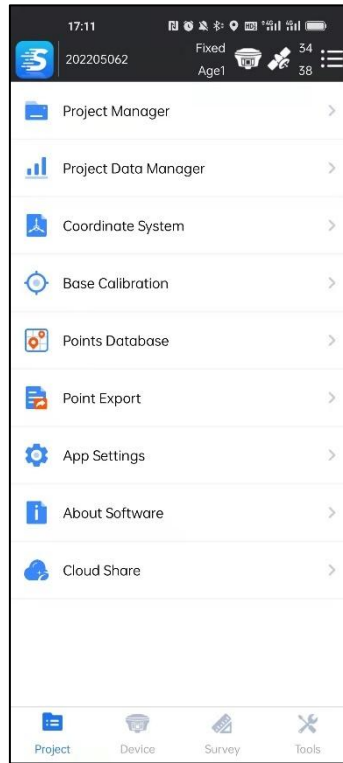 17:11
202205062
Fixed
Age1
34
38
Project Manager
Project Data Manager
Coordinate System
Base Calibration
Points Database
Point Export
App Settings
About Software
Cloud Share
Project
Device
Survey
Tools